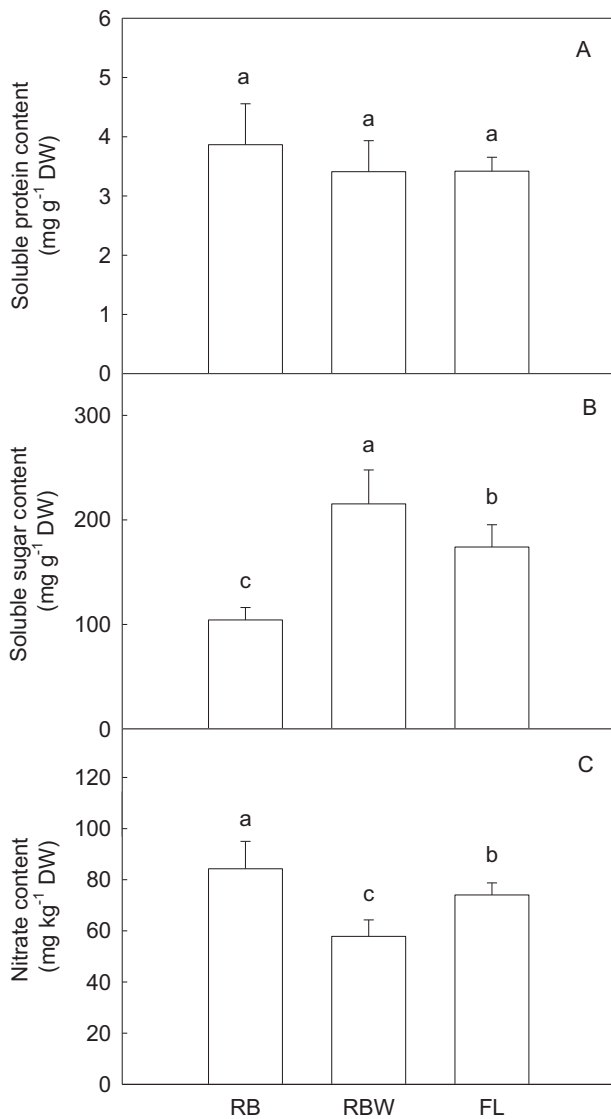 Soluble protein content
(mg g⁻¹ DW)
6
5
4
3
2
1
0
A
a
a
a
Soluble sugar content
(mg g⁻¹ DW)
300
200
100
0
B
c
a
b
Nitrate content
(mg kg⁻¹ DW)
120
100
80
60
40
20
0
C
a
c
b
RB RBW FL